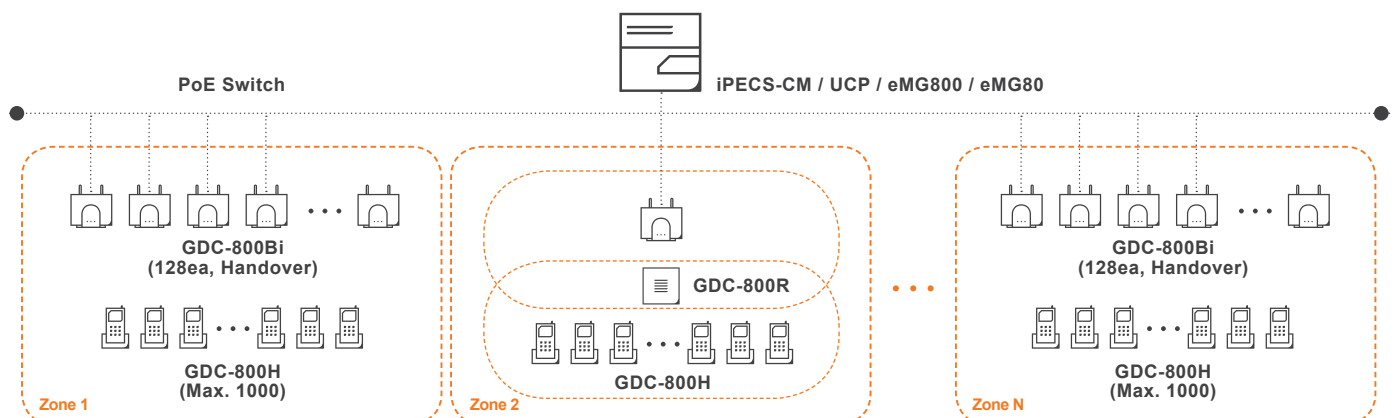 PoE Switch
iPECS-CM / UCP / eMG800 / eMG80
GDC-800Bi
(128ea, Handover)
GDC-800H
(Max. 1000)
Zone 1
GDC-800R
GDC-800H
Zone 2
GDC-800Bi
(128ea, Handover)
GDC-800H
(Max. 1000)
Zone N